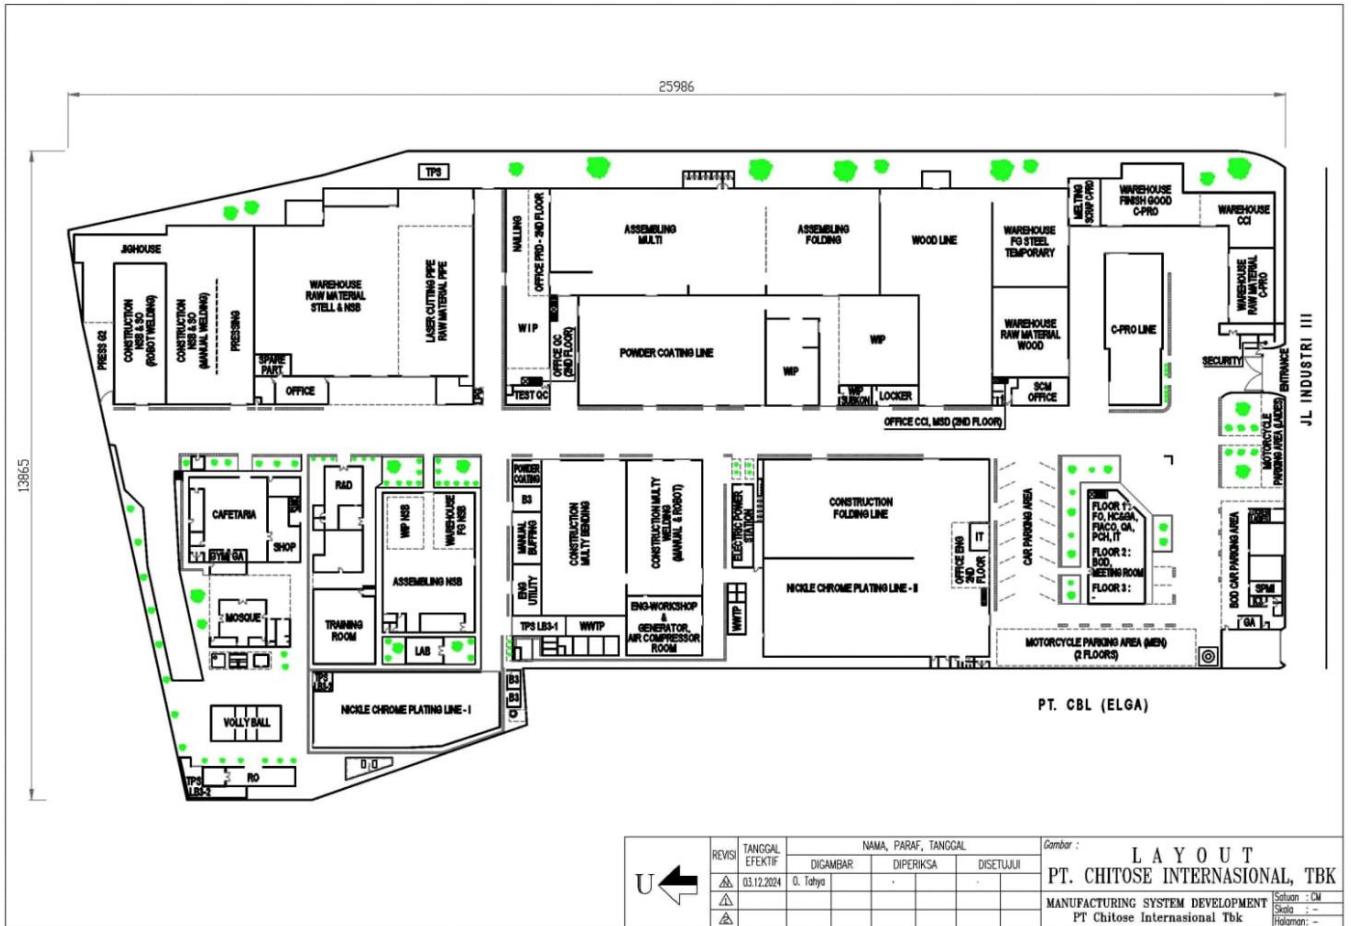 25986
13865
TPS
JIGHOUSE
CONSTRUCTION
NSB & SO
(ROBOT WELDING)
CONSTRUCTION
NSB & SO
(MANUAL WELDING)
PRESSING
PRESS G2
WAREHOUSE
RAW MATERIAL
STELL & NSB
LASER CUTTING PIPE
RAW MATERIAL PIPE
SPARE
PART
OFFICE
NAILLING
OFFICE PRD - 2ND FLOOR
WIP
OFFICE QC
(2ND FLOOR)
TEST QC
ASSEMBLING
MULTI
ASSEMBLING
FOLDING
WOOD LINE
POWDER COATING LINE
WIP
WIP
WIP
SUBKON
LOCKER
OFFICE CCI, MSD (2ND FLOOR)
WAREHOUSE
FG STEEL
TEMPORARY
WAREHOUSE
RAW MATERIAL
WOOD
SCM
OFFICE
MELTING
SCRAP C-PRO
WAREHOUSE
FINISH GOOD
C-PRO
WAREHOUSE
CCI
WAREHOUSE
RAW MATERIAL
C-PRO
C-PRO LINE
SECURITY
ENTRANCE
JL INDUSTRI III
MOTORCYCLE
PARKING AREA (LADIES)
CAFETARIA
SHOP
GYM GA
MOSQUE
VOLLY BALL
TPS
LB3-2
RO
R&D
TRAINING
ROOM
WIP NSB
WAREHOUSE
FG NSB
ASSEMBLING NSB
LAB
TPS
LB3-3
NICKLE CHROME PLATING LINE - I
B3
B3
POWDER
COATING
B3
MANUAL
BUFFING
ENG
UTILITY
TPS LB3-1
WWTP
CONSTRUCTION
MULTY BENDING
CONSTRUCTION MULTY
WELDING
(MANUAL & ROBOT)
ENG-WORKSHOP
&
GENERATOR,
AIR COMPRESSOR
ROOM
ELECTRIC POWER
STATION
WWTP
CONSTRUCTION
FOLDING LINE
NICKLE CHROME PLATING LINE - II
OFFICE ENG
2ND
FLOOR
IT
CAR PARKING AREA
FLOOR 1 :
FO, HC&GA,
FIACO, QA,
PCH, IT
FLOOR 2 :
BOD,
MEETING ROOM
FLOOR 3 :
-
MOTORCYCLE PARKING AREA (MEN)
(2 FLOORS)
BOD CAR PARKING AREA
SPMI
GA
PT. CBL (ELGA)
U
REVISI
TANGGAL
EFEKTIF
NAMA, PARAF, TANGGAL
DIGAMBAR
DIPERIKSA
DISETUJUI
03.12.2024
O. Tahya
1
2
Gambar :
LAYOUT
PT. CHITOSE INTERNASIONAL, TBK
MANUFACTURING SYSTEM DEVELOPMENT
PT Chitose Internasional Tbk
Satuan : CM
Skala : -
Halaman: -